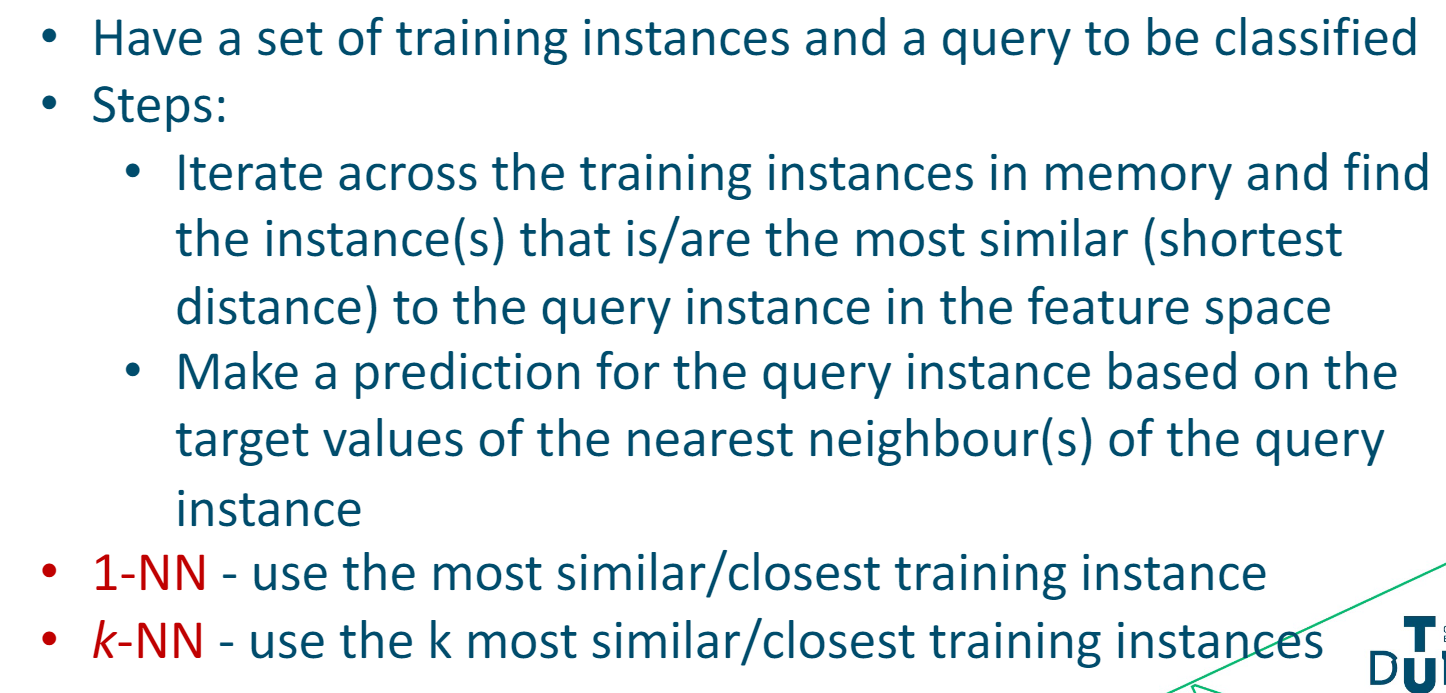 • Have a set of training instances and a query to be classified
• Steps:
• Iterate across the training instances in memory and find
the instance(s) that is/are the most similar (shortest
distance) to the query instance in the feature space
• Make a prediction for the query instance based on the
target values of the nearest neighbour(s) of the query
instance
• 1-NN - use the most similar/closest training instance
• k-NN - use the k most similar/closest training instances
T
DU